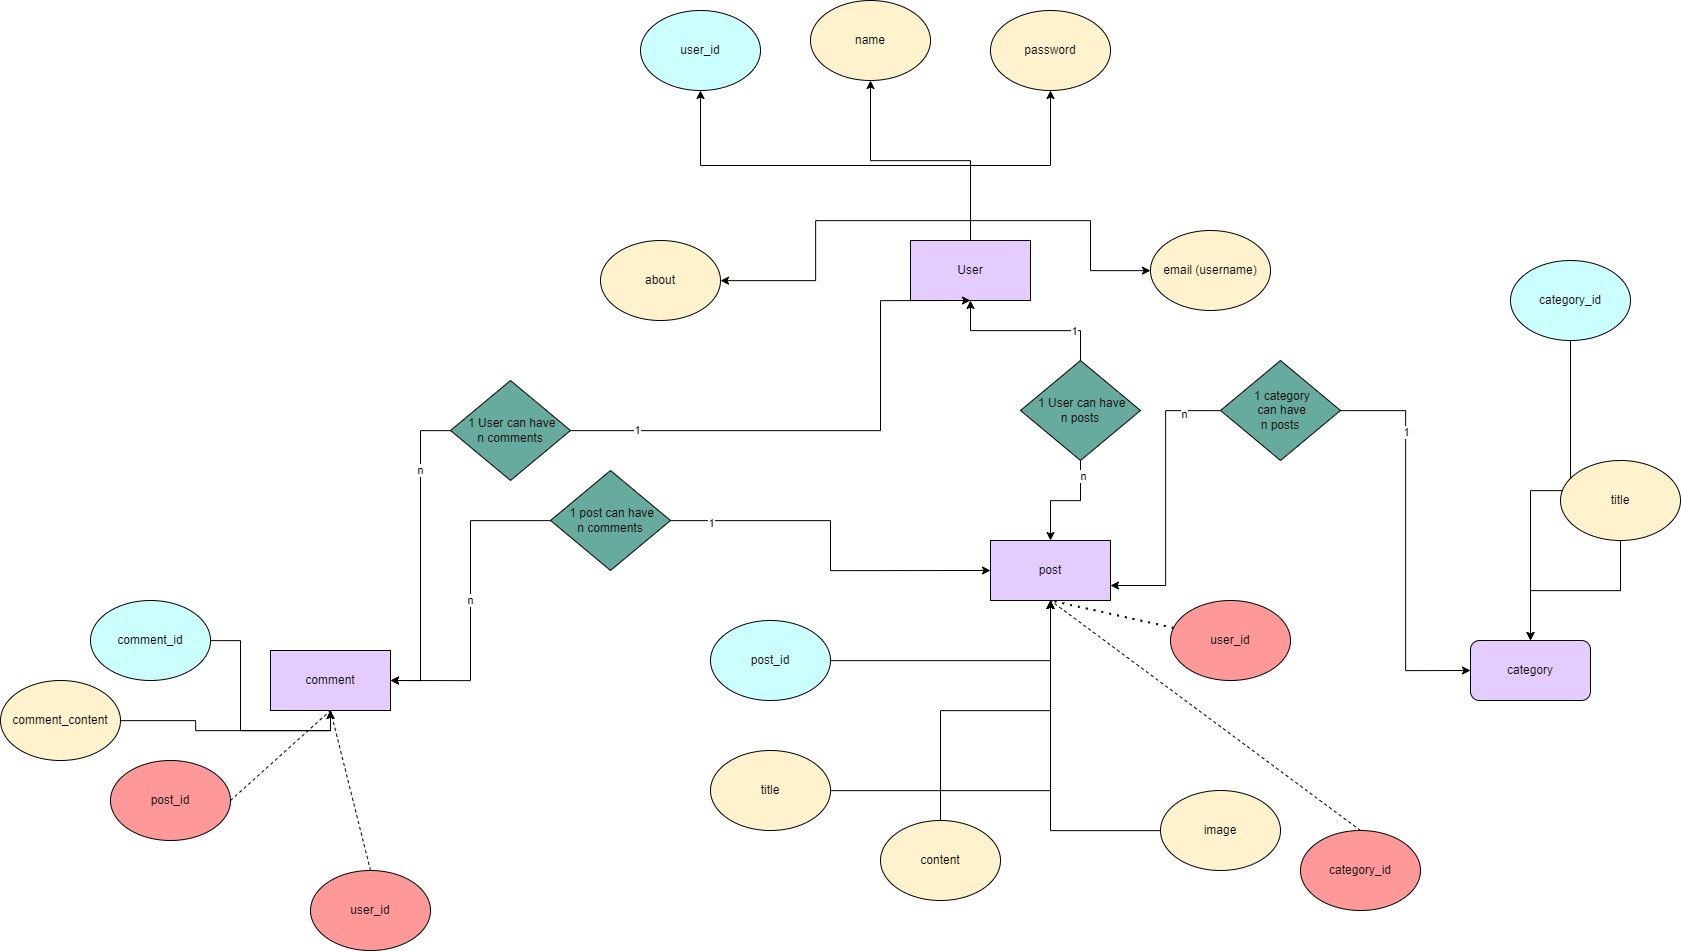 user_id
name
password
about
User
email (username)
category_id
1
1 User can have
n posts
1 category
can have
n posts
n
1
1 User can have
n comments
1
n
n
title
1 post can have
n comments
1
post
n
comment_id
comment
post_id
user_id
category
comment_content
post_id
title
content
image
category_id
user_id